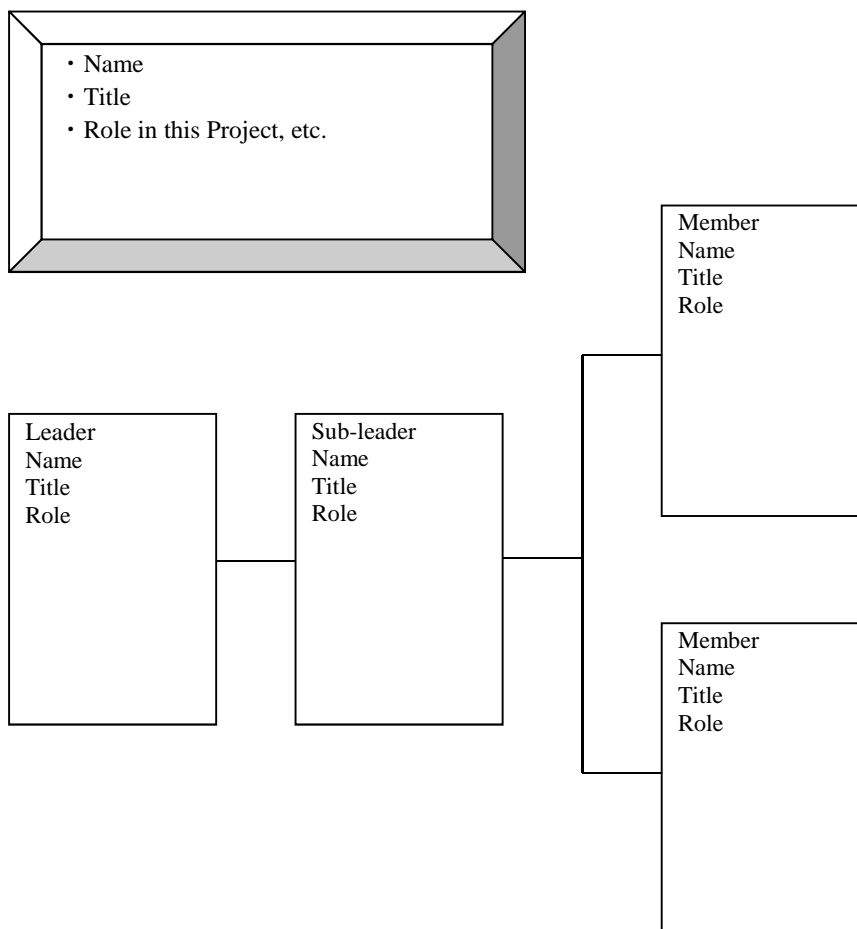 ・Name
・Title
・Role in this Project, etc.
Leader
Name
Title
Role
Sub-leader
Name
Title
Role
Member
Name
Title
Role
Member
Name
Title
Role